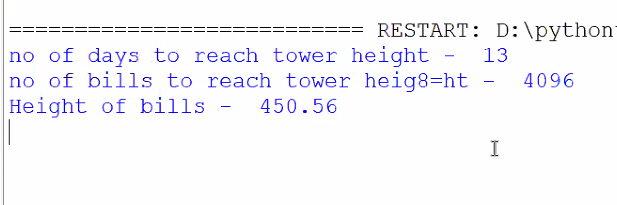 =========================== RESTART: D:\python
no of days to reach tower height -  13
no of bills to reach tower heig8=ht -  4096
Height of bills -  450.56